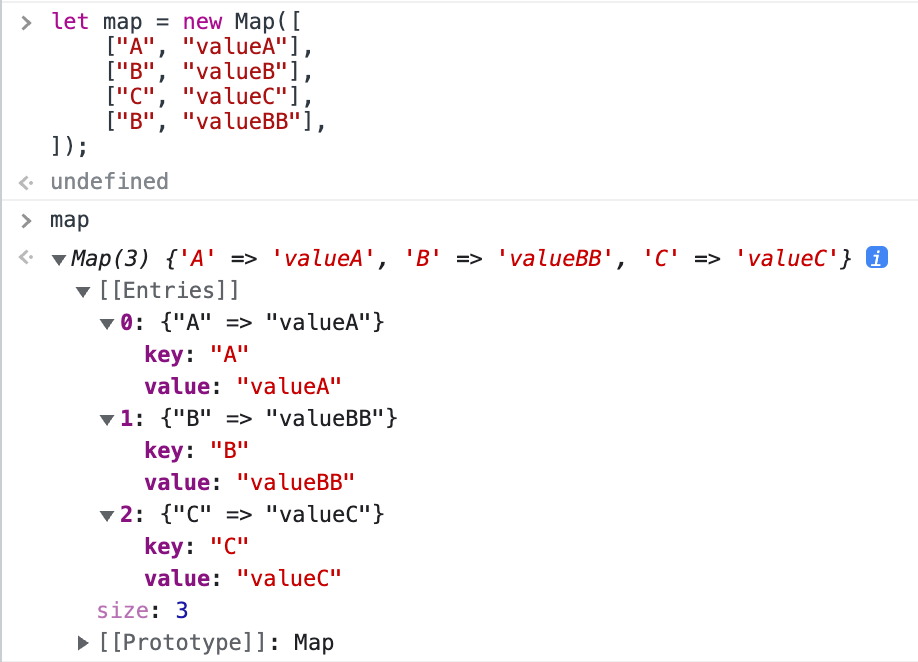 let map = new Map([
["A", "valueA"],
["B", "valueB"],
["C", "valueC"],
["B", "valueBB"],
]);
undefined
map
Map(3) {'A' => 'valueA', 'B' => 'valueBB', 'C' => 'valueC'} i
[[Entries]]
0: {"A" => "valueA"}
key: "A"
value: "valueA"
1: {"B" => "valueBB"}
key: "B"
value: "valueBB"
2: {"C" => "valueC"}
key: "C"
value: "valueC"
size: 3
[[Prototype]]: Map